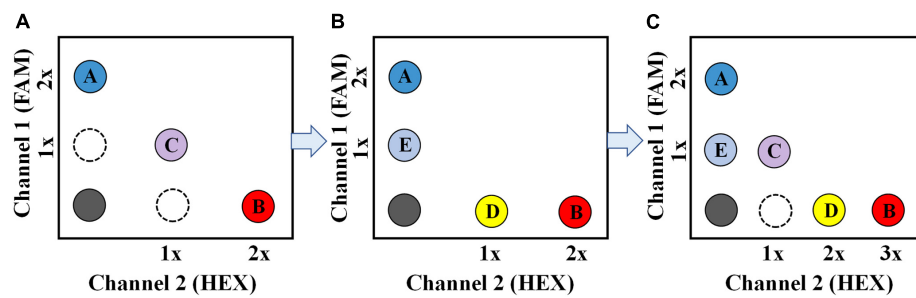 A
B
C
Channel 1 (FAM)
2x
1x
A
C
B
1x
2x
Channel 2 (HEX)
Channel 1 (FAM)
2x
1x
A
E
D
B
1x
2x
Channel 2 (HEX)
Channel 1 (FAM)
2x
1x
A
E
C
D
B
1x
2x
3x
Channel 2 (HEX)